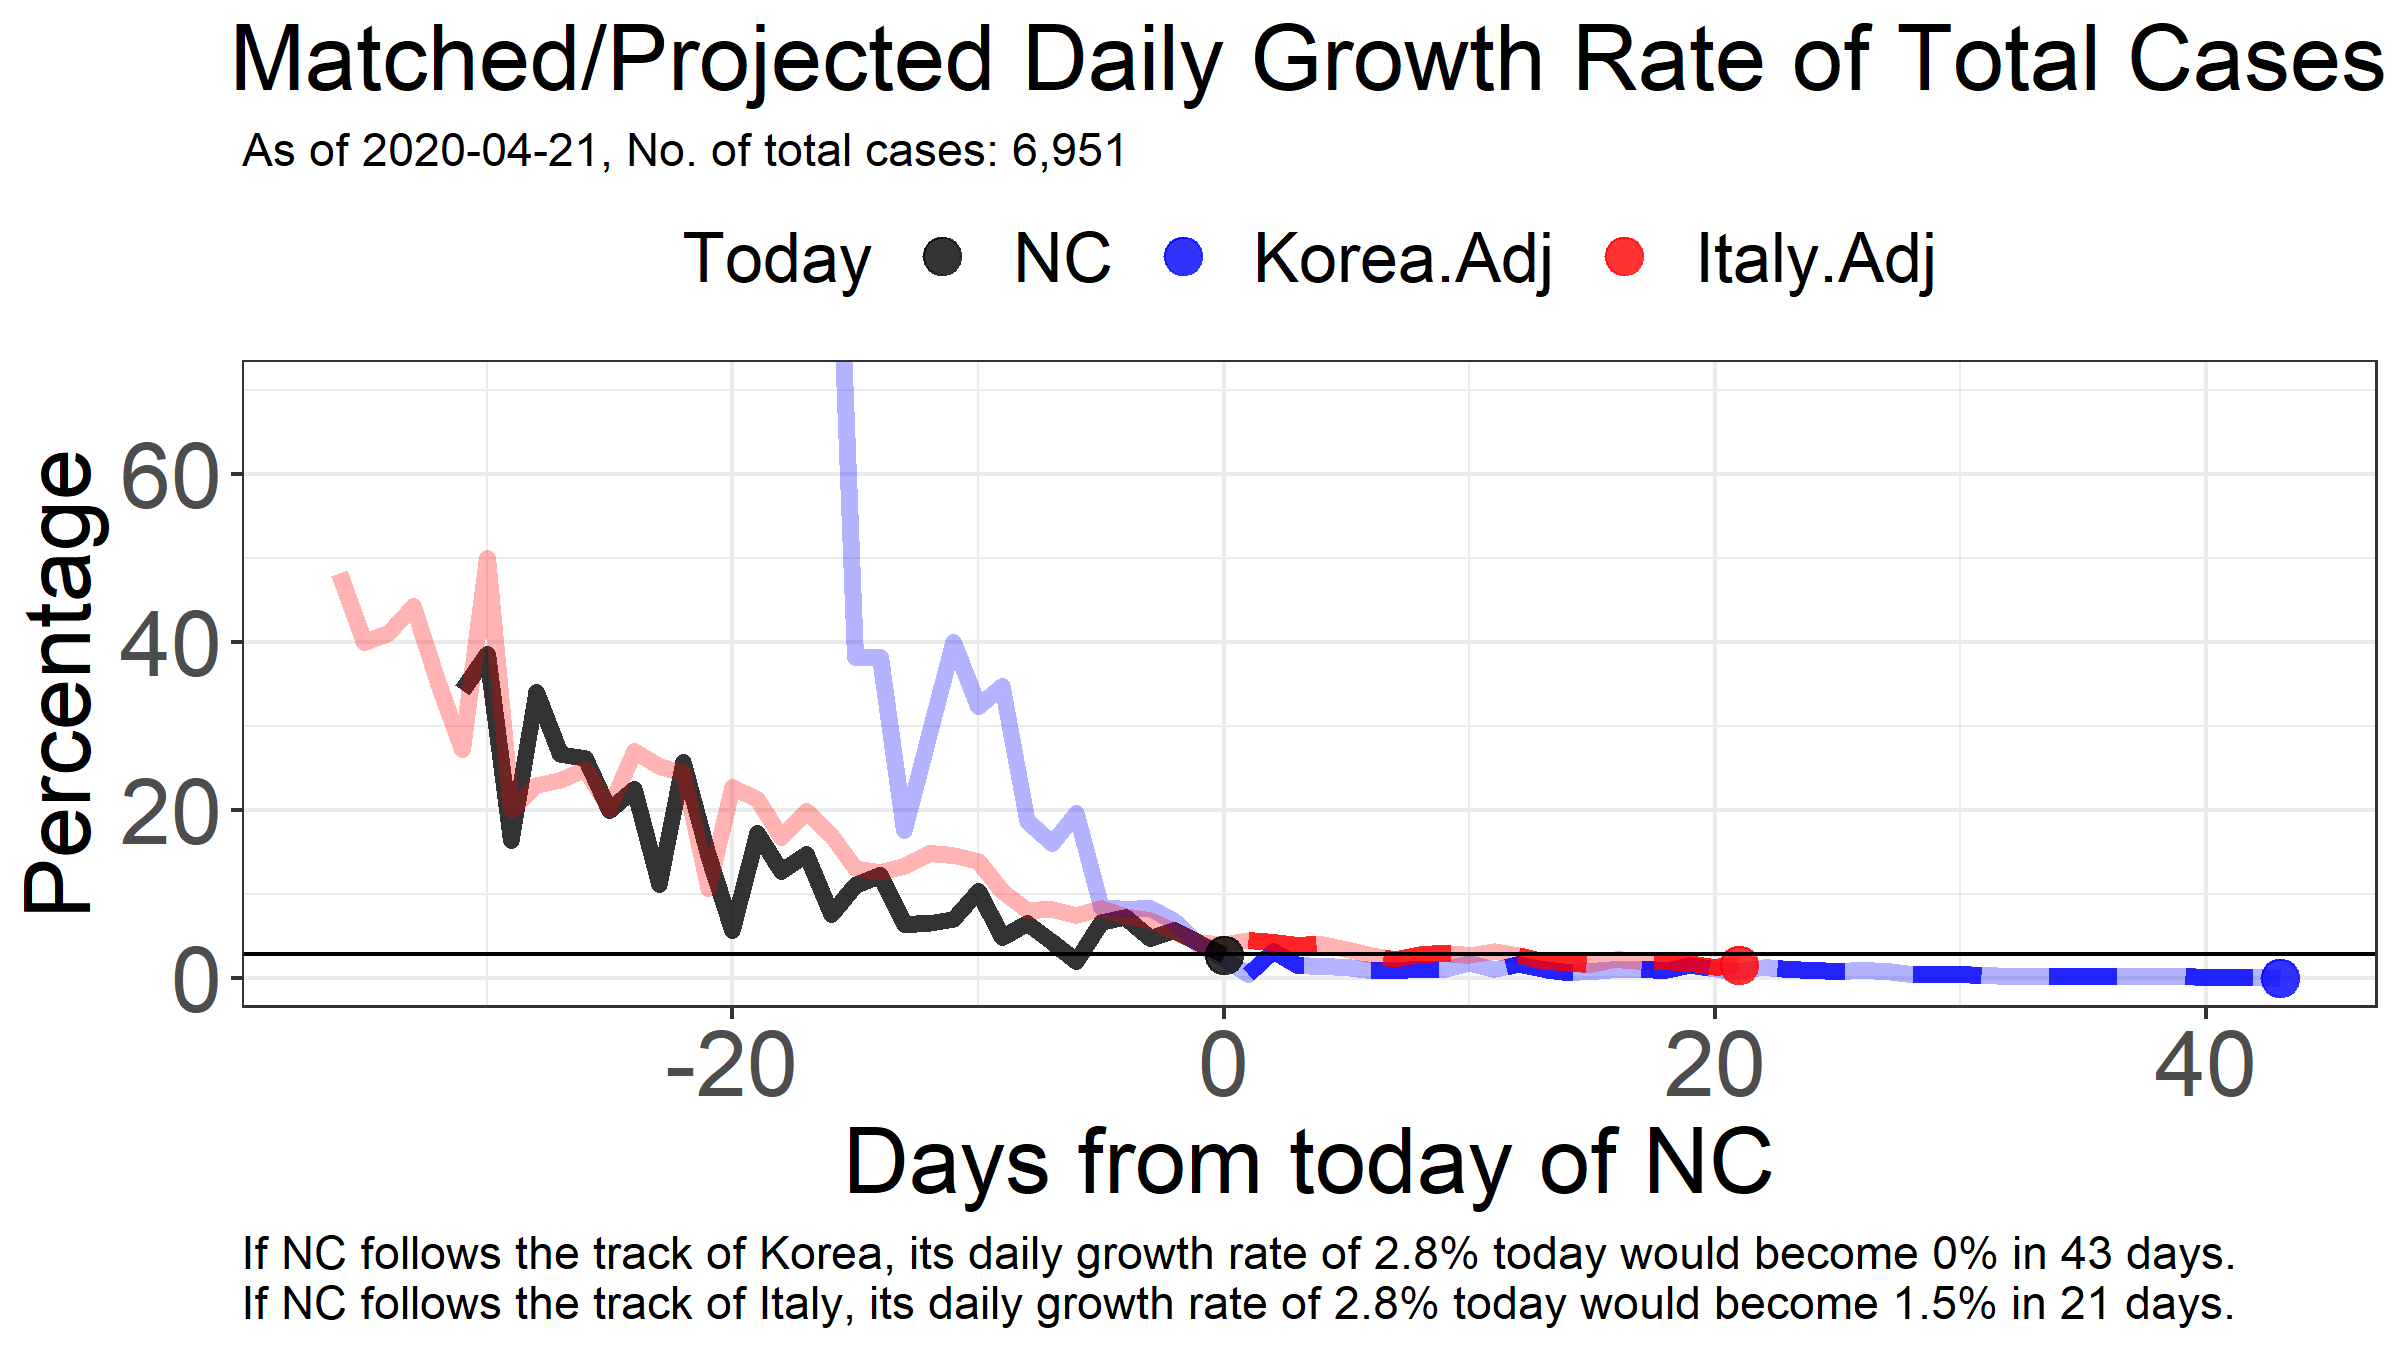 Matched/Projected Daily Growth Rate of Total Cases
As of 2020-04-21, No. of total cases: 6,951
Today NC Korea.Adj Italy.Adj
Percentage
60
40
20
0
-20 0 20 40
Days from today of NC
If NC follows the track of Korea, its daily growth rate of 2.8% today would become 0% in 43 days.
If NC follows the track of Italy, its daily growth rate of 2.8% today would become 1.5% in 21 days.